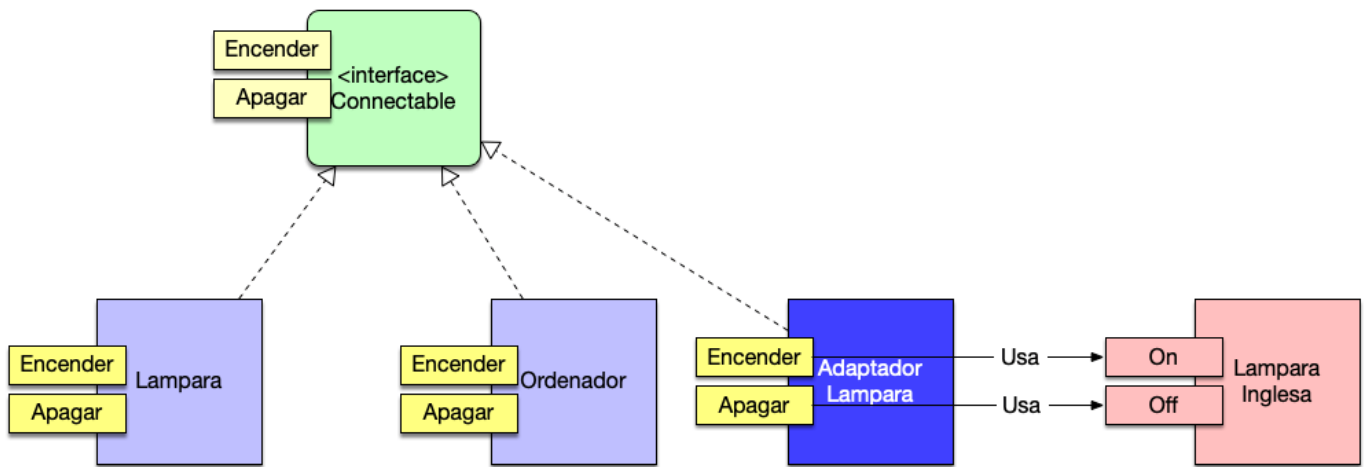 Encender
Apagar
<interface>
Connectable
Encender
Apagar
Lampara
Encender
Apagar
Ordenador
Encender
Apagar
Adaptador
Lampara
Usa
Usa
On
Off
Lampara
Inglesa